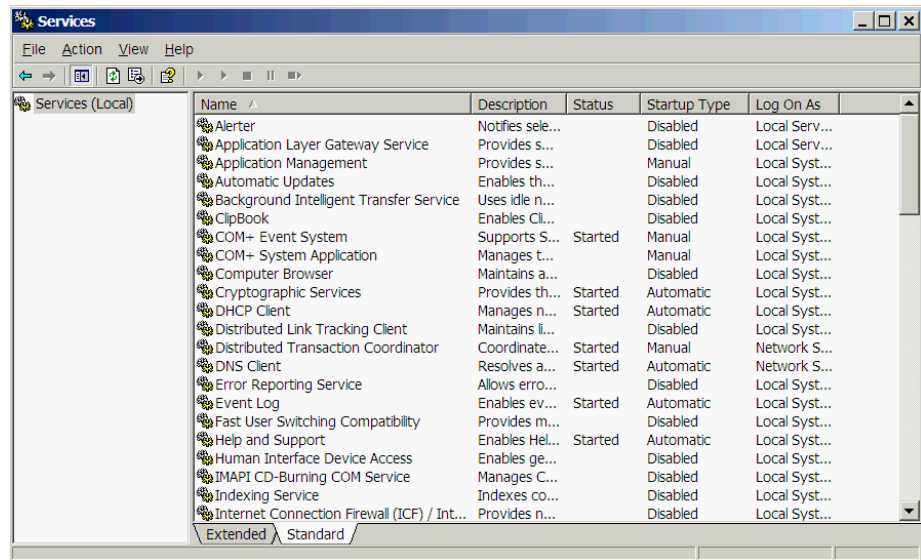 Services
File Action View Help
Services (Local)
Name Description Status Startup Type Log On As
Alerter Notifies sele... Disabled Local Serv...
Application Layer Gateway Service Provides s... Disabled Local Serv...
Application Management Provides s... Manual Local Syst...
Automatic Updates Enables th... Disabled Local Syst...
Background Intelligent Transfer Service Uses idle n... Disabled Local Syst...
ClipBook Enables Cli... Disabled Local Syst...
COM+ Event System Supports S... Started Manual Local Syst...
COM+ System Application Manages t... Manual Local Syst...
Computer Browser Maintains a... Disabled Local Syst...
Cryptographic Services Provides th... Started Automatic Local Syst...
DHCP Client Manages n... Started Automatic Local Syst...
Distributed Link Tracking Client Maintains li... Disabled Local Syst...
Distributed Transaction Coordinator Coordinate... Started Manual Network S...
DNS Client Resolves a... Started Automatic Network S...
Error Reporting Service Allows erro... Disabled Local Syst...
Event Log Enables ev... Started Automatic Local Syst...
Fast User Switching Compatibility Provides m... Disabled Local Syst...
Help and Support Enables Hel... Started Automatic Local Syst...
Human Interface Device Access Enables ge... Disabled Local Syst...
IMAPI CD-Burning COM Service Manages C... Disabled Local Syst...
Indexing Service Indexes co... Disabled Local Syst...
Internet Connection Firewall (ICF) / Int... Provides n... Disabled Local Syst...
Extended Standard